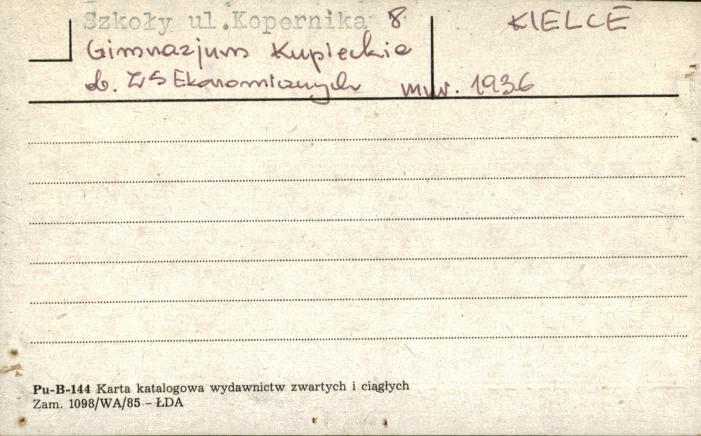 Szkoły ul.Kopernika 8
KIELCE
Gimnazjum Kupieckie
ob. ZS Ekonomicznych mur. 1936
Pu-B-144 Karta katalogowa wydawnictw zwartych i ciągłych
Zam. 1098/WA/85 – ŁDA